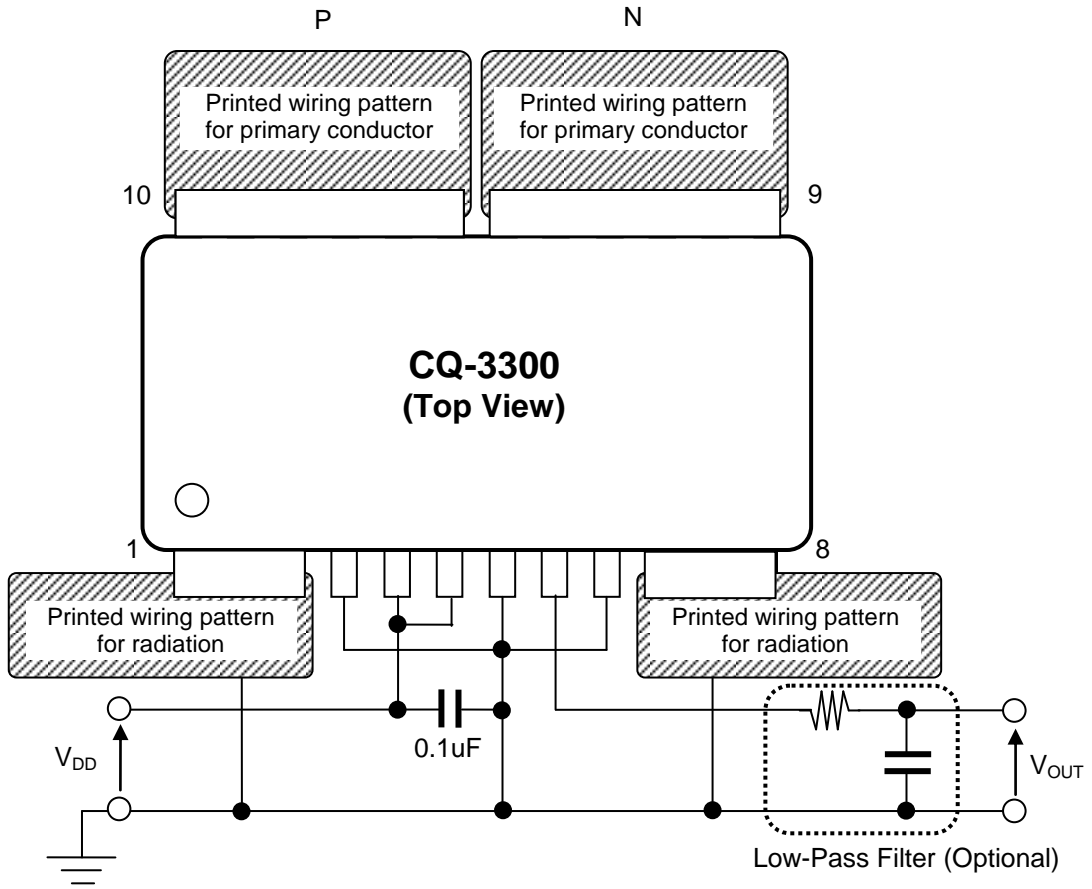 P
N
Printed wiring pattern
for primary conductor
Printed wiring pattern
for primary conductor
10
9
CQ-3300
(Top View)
1
8
Printed wiring pattern
for radiation
Printed wiring pattern
for radiation
0.1uF
VDD
VOUT
Low-Pass Filter (Optional)